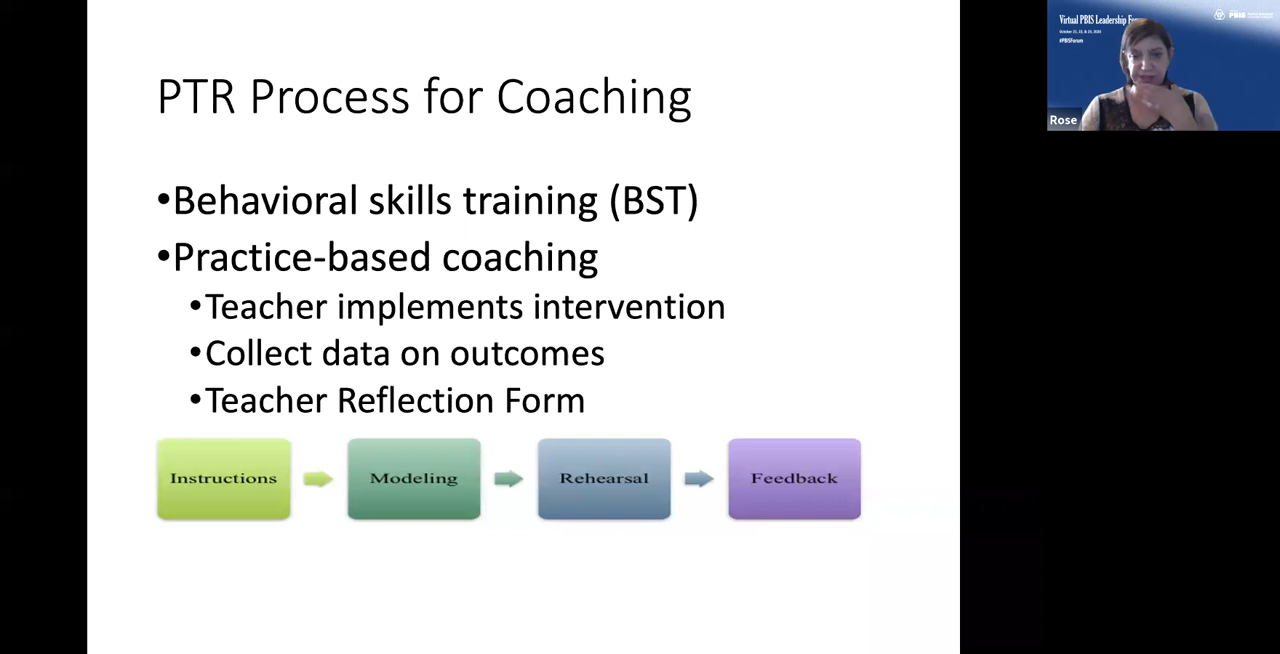 PTR Process for Coaching
•Behavioral skills training (BST)
•Practice-based coaching
•Teacher implements intervention
•Collect data on outcomes
•Teacher Reflection Form
Instructions
Modeling
Rehearsal
Feedback
Virtual PBIS Leadership
#PBISForum
PBIS
Rose